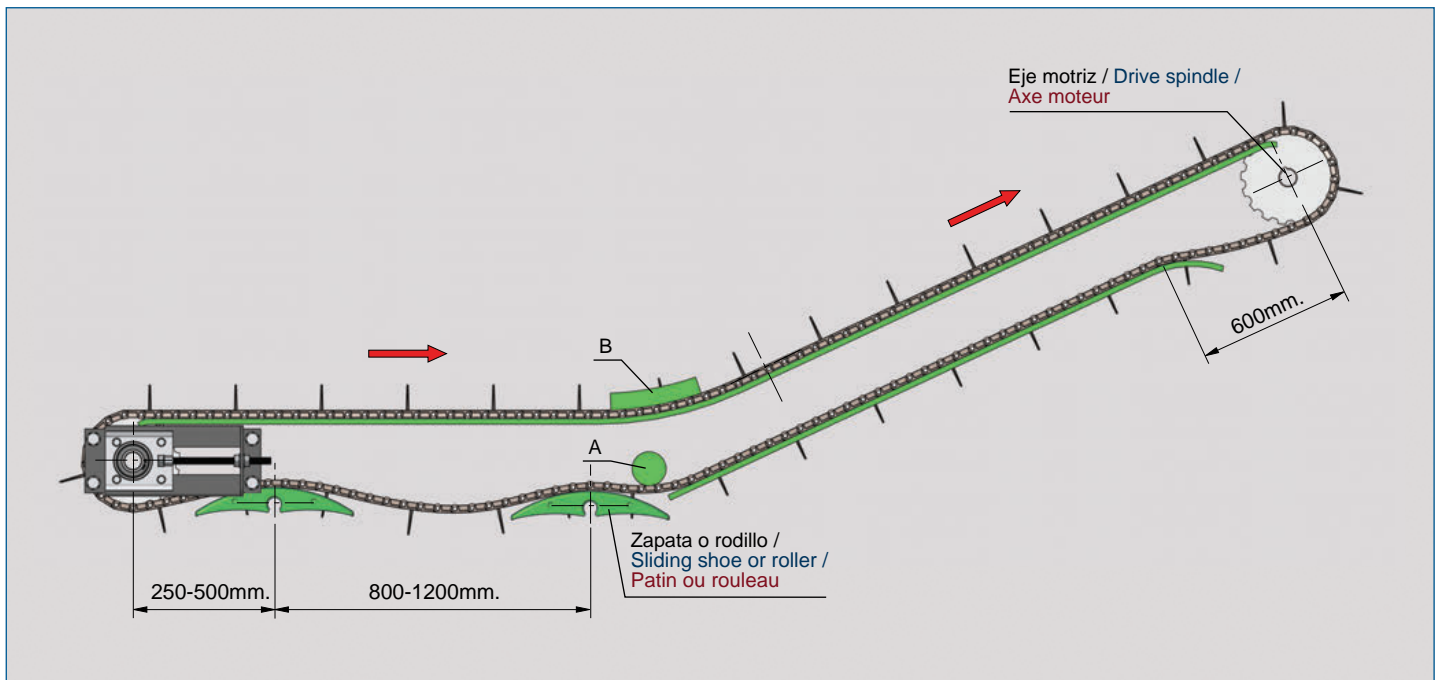 Eje motriz / Drive spindle /
Axe moteur
600mm.
B
A
Zapata o rodillo /
Sliding shoe or roller /
Patin ou rouleau
250-500mm.
800-1200mm.